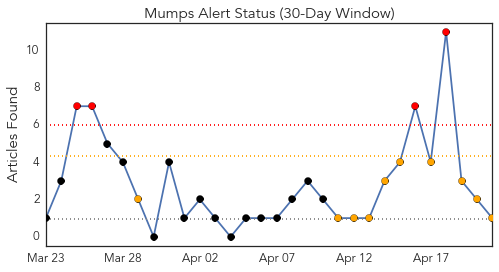 Mumps Alert Status (30-Day Window)
Articles Found
10
8
6
4
2
0
Mar 23
Mar 28
Apr 02
Apr 07
Apr 12
Apr 17